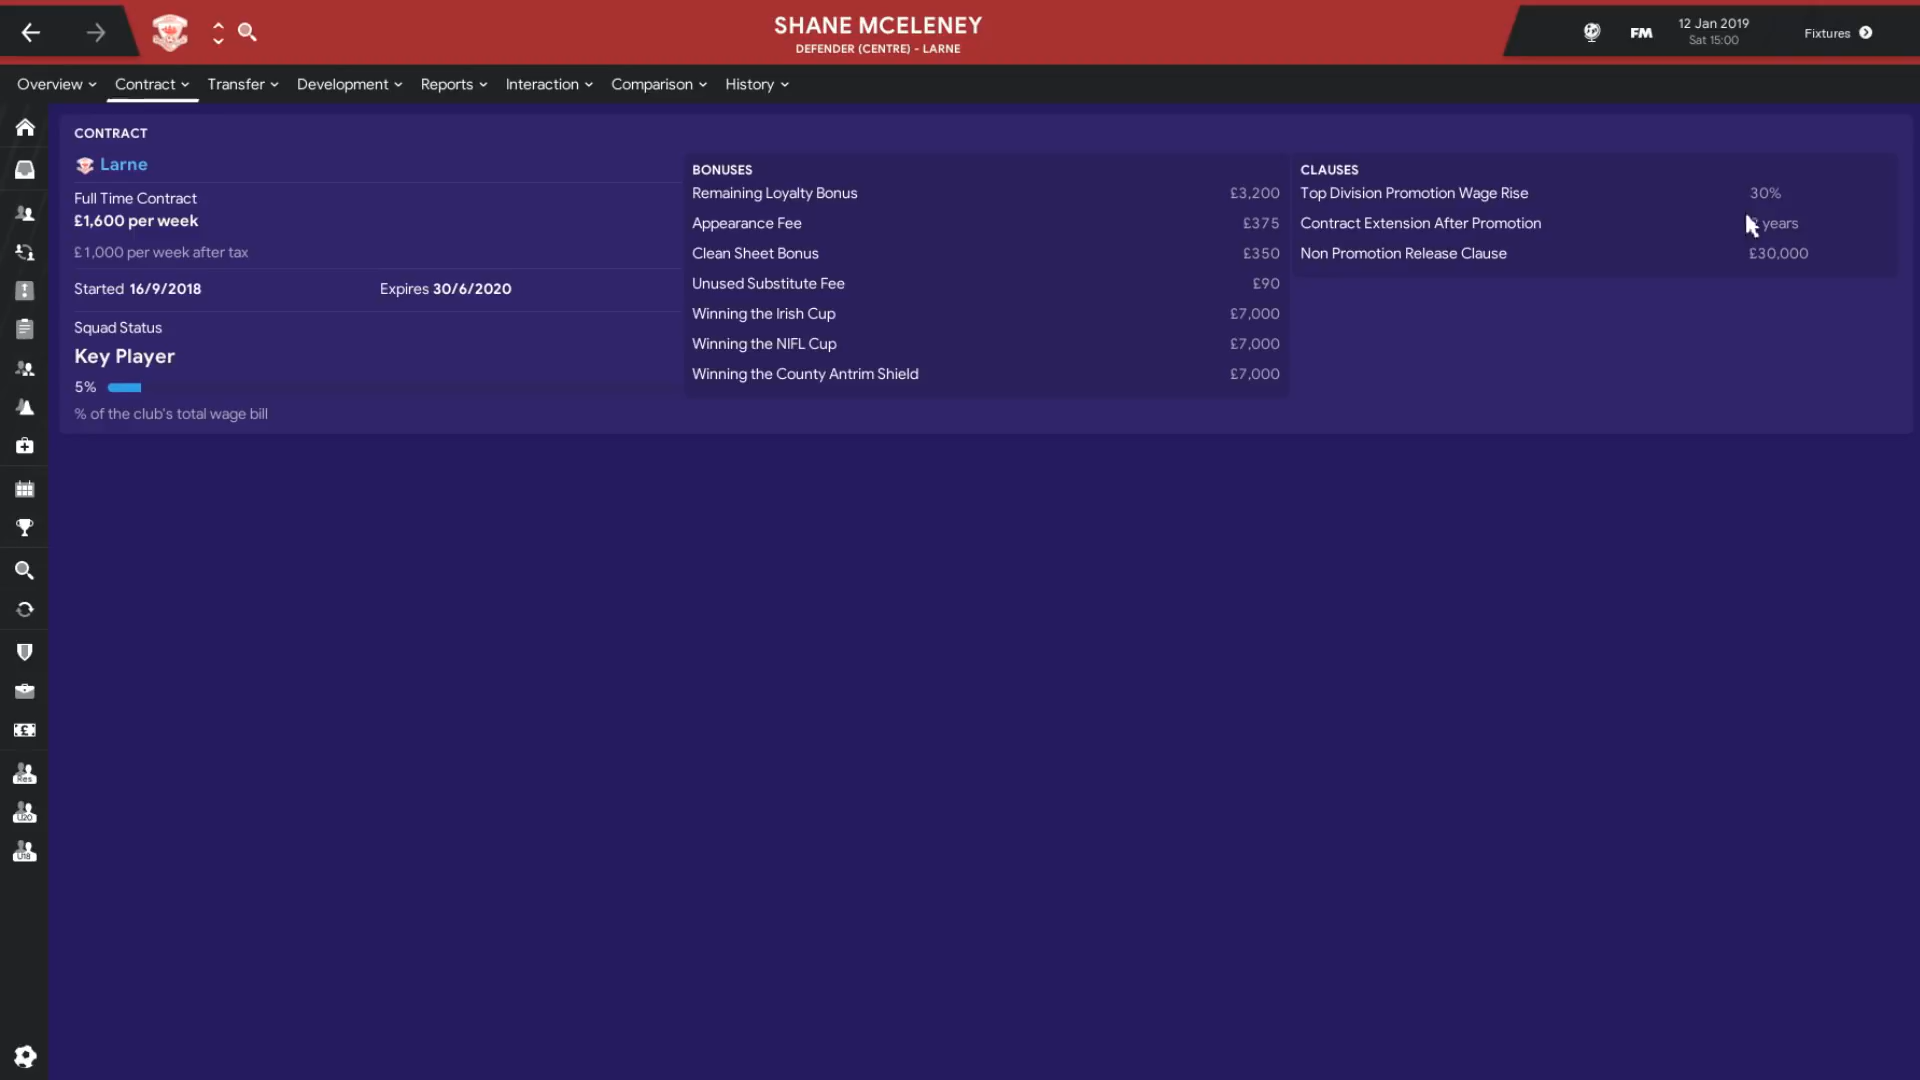 SHANE MCELENEY
DEFENDER (CENTRE) - LARNE
FM
12 Jan 2019
Sat 15:00
Fixtures
Overview
Contract
Transfer
Development
Reports
Interaction
Comparison
History
CONTRACT
Larne
Full Time Contract
£1,600 per week
£1,000 per week after tax
Started 16/9/2018
Expires 30/6/2020
Squad Status
Key Player
5%
% of the club's total wage bill
BONUSES
Remaining Loyalty Bonus £3,200
Appearance Fee £375
Clean Sheet Bonus £350
Unused Substitute Fee £90
Winning the Irish Cup £7,000
Winning the NIFL Cup £7,000
Winning the County Antrim Shield £7,000
CLAUSES
Top Division Promotion Wage Rise 30%
Contract Extension After Promotion years
Non Promotion Release Clause £30,000
Res
U20
U18